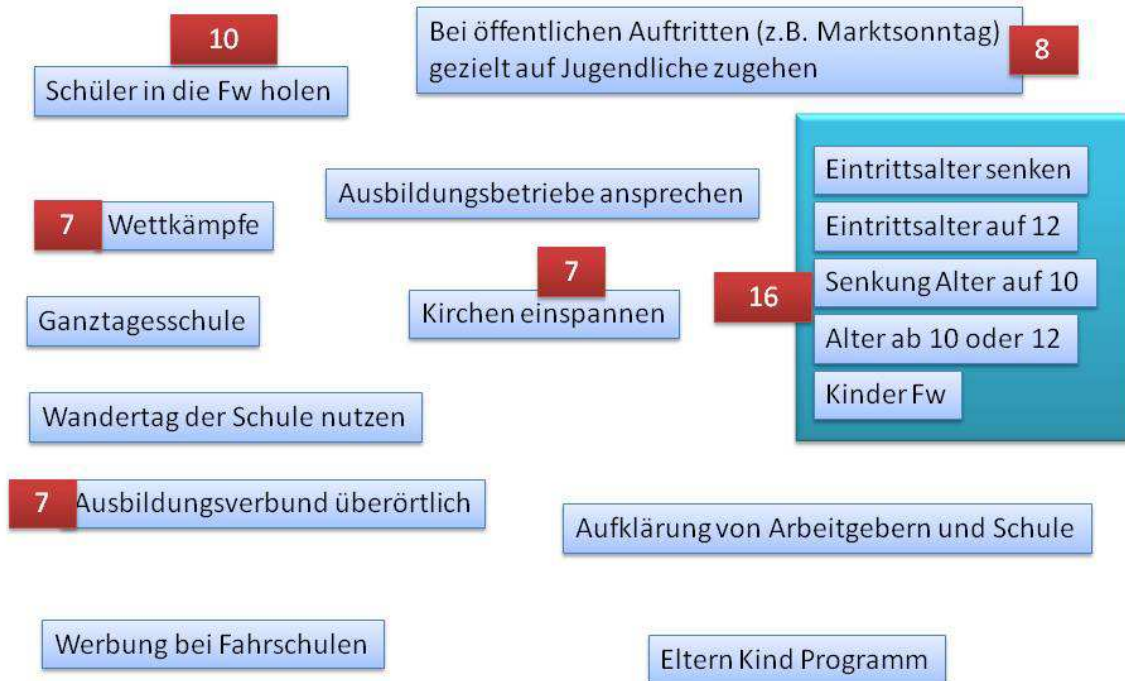 10
Schüler in die Fw holen
Bei öffentlichen Auftritten (z.B. Marktsonntag)
gezielt auf Jugendliche zugehen
8
Ausbildungsbetriebe ansprechen
7 Wettkämpfe
7
Kirchen einspannen
Ganztagesschule
16
Eintrittsalter senken
Eintrittsalter auf 12
Senkung Alter auf 10
Alter ab 10 oder 12
Kinder Fw
Wandertag der Schule nutzen
7 Ausbildungsverbund überörtlich
Aufklärung von Arbeitgebern und Schule
Werbung bei Fahrschulen
Eltern Kind Programm